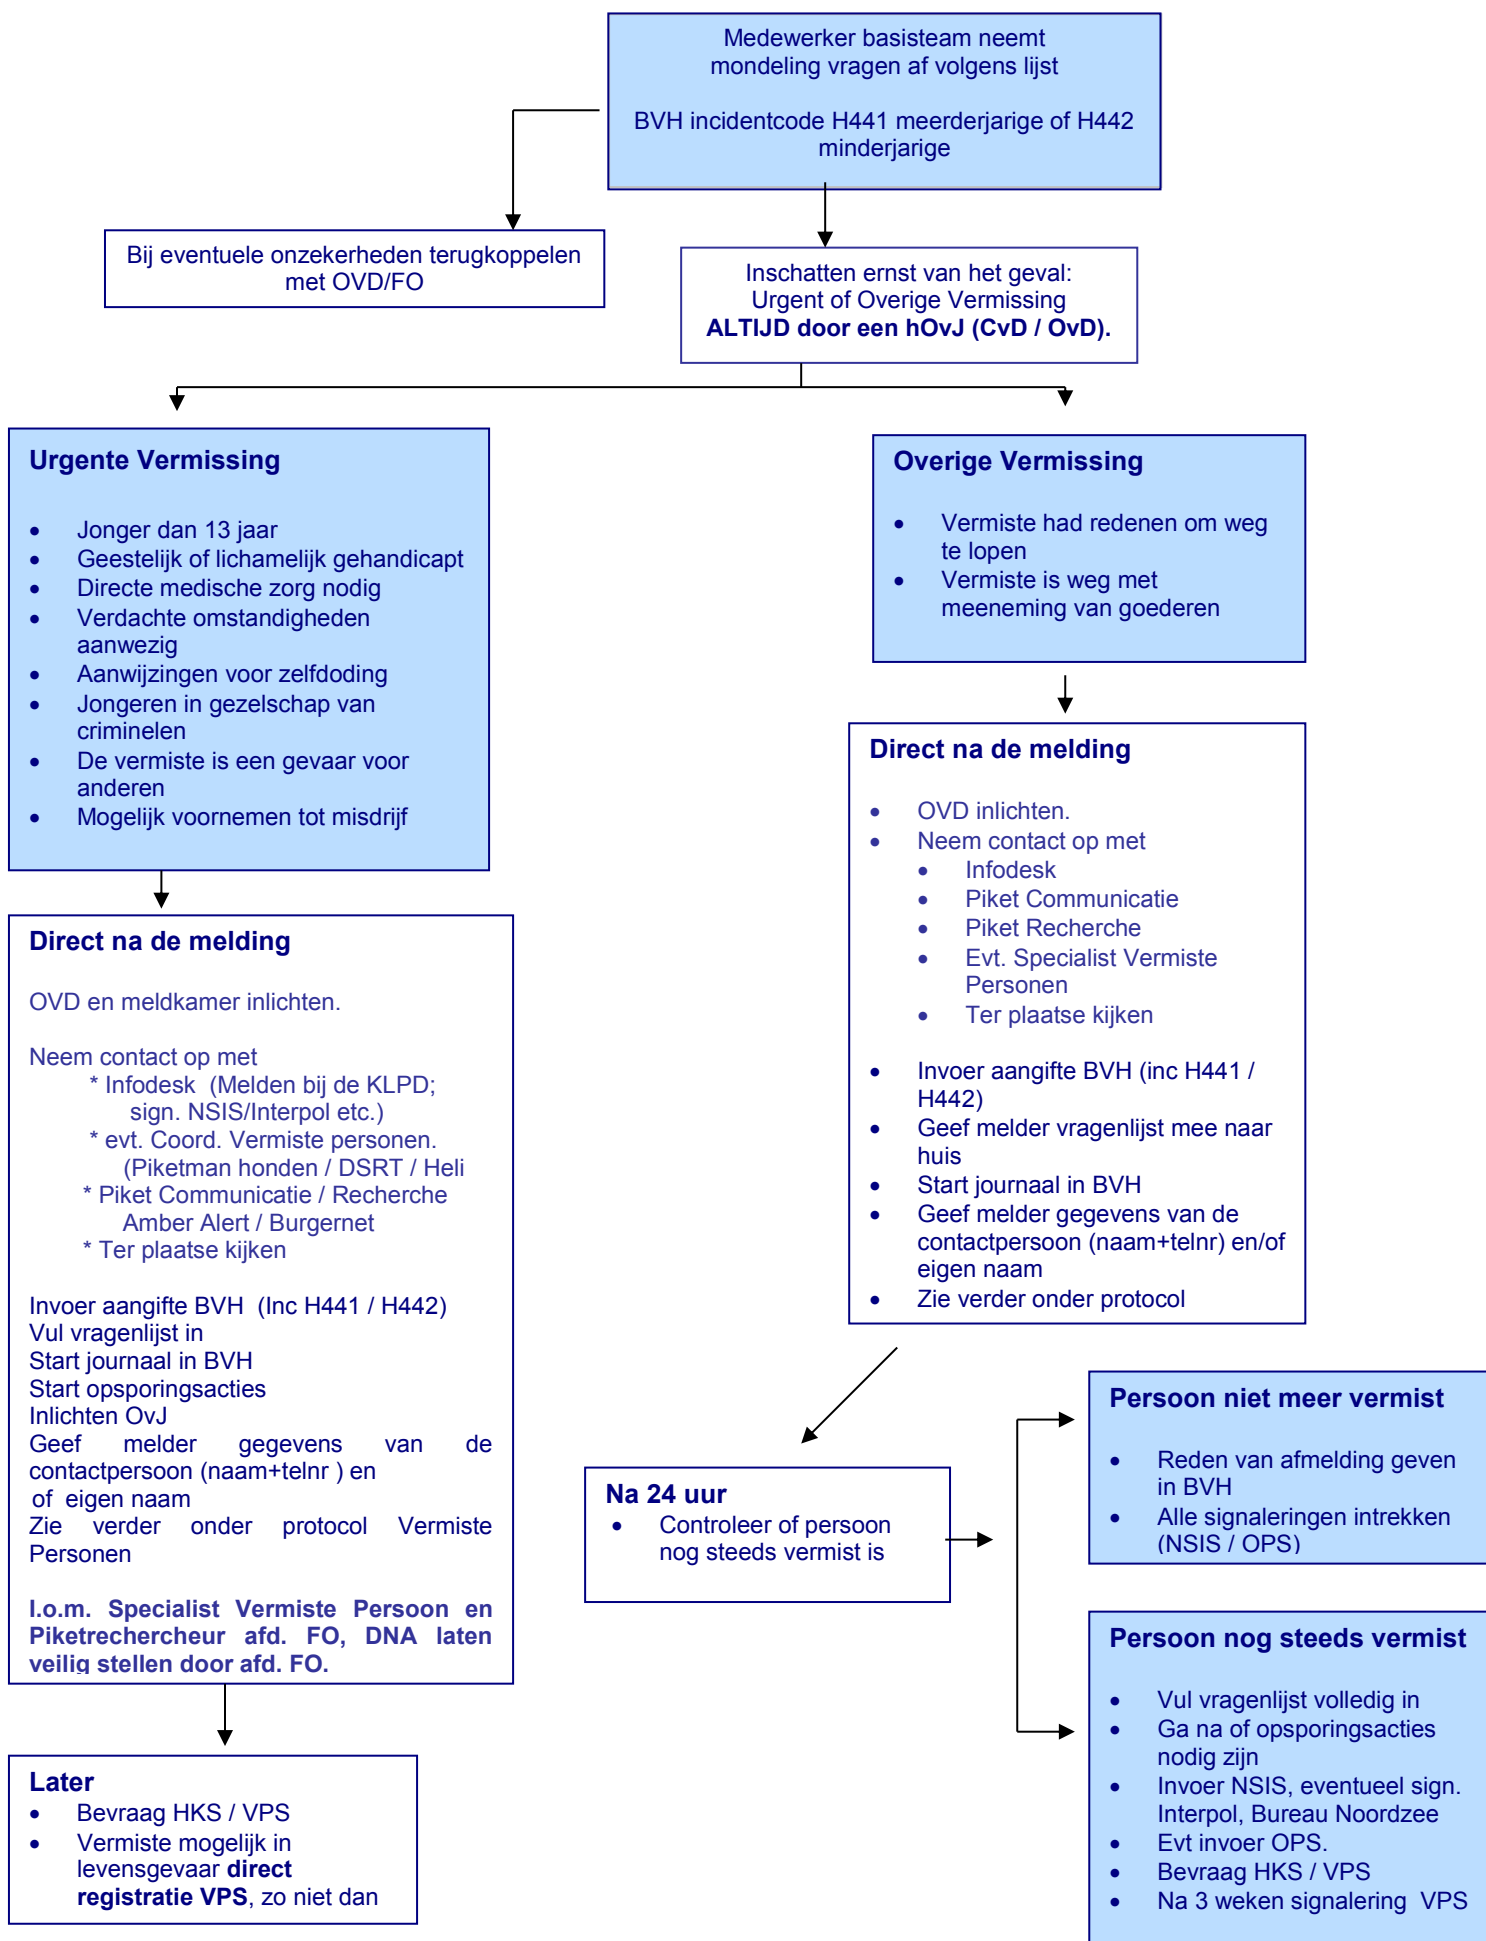 Medewerker basisteam neemt
mondeling vragen af volgens lijst
BVH incidentcode H441 meerderjarige of H442
minderjarige
Bij eventuele onzekerheden terugkoppelen
met OVD/FO
Inschatten ernst van het geval:
Urgent of Overige Vermissing
ALTIJD door een hOvJ (CvD / OvD).
Urgente Vermissing
• Jonger dan 13 jaar
• Geestelijk of lichamelijk gehandicapt
• Directe medische zorg nodig
• Verdachte omstandigheden
aanwezig
• Aanwijzingen voor zelfdoding
• Jongeren in gezelschap van
criminelen
• De vermiste is een gevaar voor
anderen
• Mogelijk voornemen tot misdrijf
Direct na de melding
OVD en meldkamer inlichten.
Neem contact op met
* Infodesk (Melden bij de KLPD;
sign. NSIS/Interpol etc.)
* evt. Coord. Vermiste personen.
(Piketman honden / DSRT / Heli
* Piket Communicatie / Recherche
Amber Alert / Burgernet
* Ter plaatse kijken
Invoer aangifte BVH (Inc H441 / H442)
Vul vragenlijst in
Start journaal in BVH
Start opsporingsacties
Inlichten OvJ
Geef melder gegevens van de
contactpersoon (naam+telnr ) en
of eigen naam
Zie verder onder protocol Vermiste
Personen
I.o.m. Specialist Vermiste Persoon en
Piketrechercheur afd. FO, DNA laten
veilig stellen door afd. FO.
Later
• Bevraag HKS / VPS
• Vermiste mogelijk in
levensgevaar direct
registratie VPS, zo niet dan
Overige Vermissing
• Vermiste had redenen om weg
te lopen
• Vermiste is weg met
meeneming van goederen
Direct na de melding
• OVD inlichten.
• Neem contact op met
• Infodesk
• Piket Communicatie
• Piket Recherche
• Evt. Specialist Vermiste
Personen
• Ter plaatse kijken
• Invoer aangifte BVH (inc H441 /
H442)
• Geef melder vragenlijst mee naar
huis
• Start journaal in BVH
• Geef melder gegevens van de
contactpersoon (naam+telnr) en/of
eigen naam
• Zie verder onder protocol
Na 24 uur
• Controleer of persoon
nog steeds vermist is
Persoon niet meer vermist
• Reden van afmelding geven
in BVH
• Alle signaleringen intrekken
(NSIS / OPS)
Persoon nog steeds vermist
• Vul vragenlijst volledig in
• Ga na of opsporingsacties
nodig zijn
• Invoer NSIS, eventueel sign.
Interpol, Bureau Noordzee
• Evt invoer OPS.
• Bevraag HKS / VPS
• Na 3 weken signalering VPS